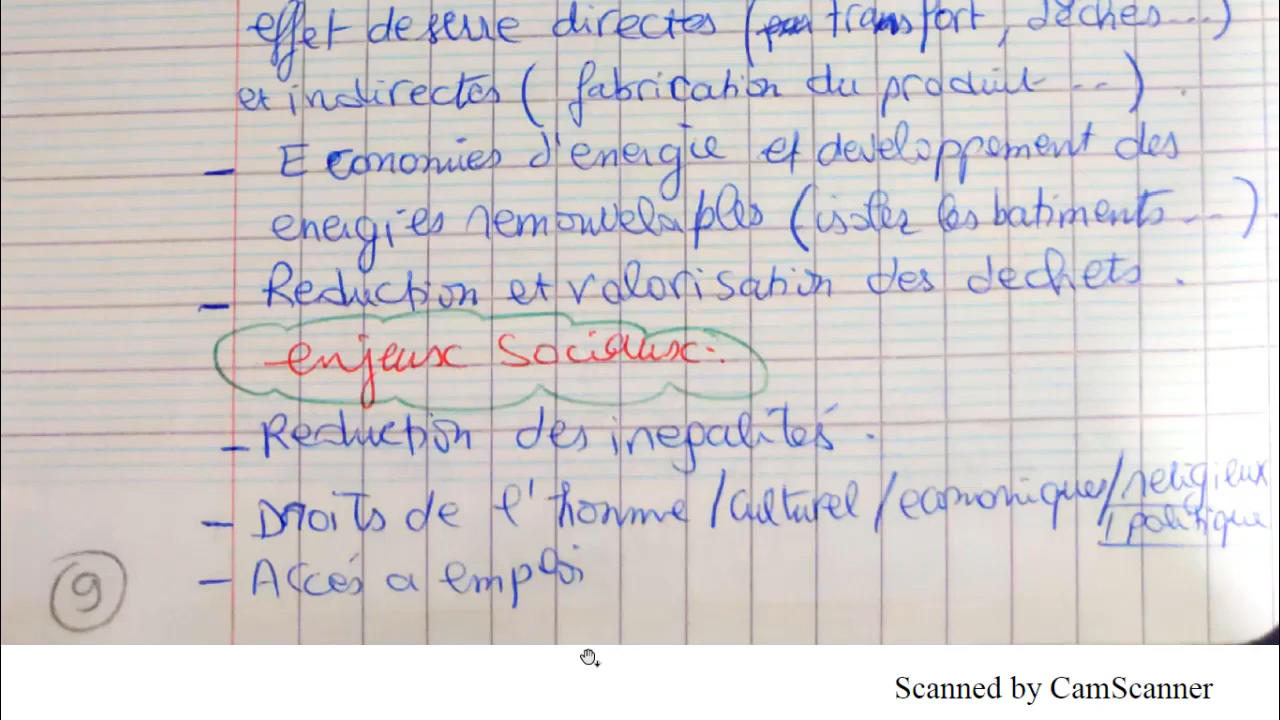 effet de serre directes (transfort, déches...)
et indirectes ( fabrication du produit ...) .
- Economies d'energie et developpement des
energies renouvelables (isoler les batiments ...)
- Reduction et valorisation des dechets .
enjeux sociaux :
- Reduction des inegalités .
- Droits de l'homme / culturel / economique / religieux
/ politique
- Accés a emploi
9
Scanned by CamScanner